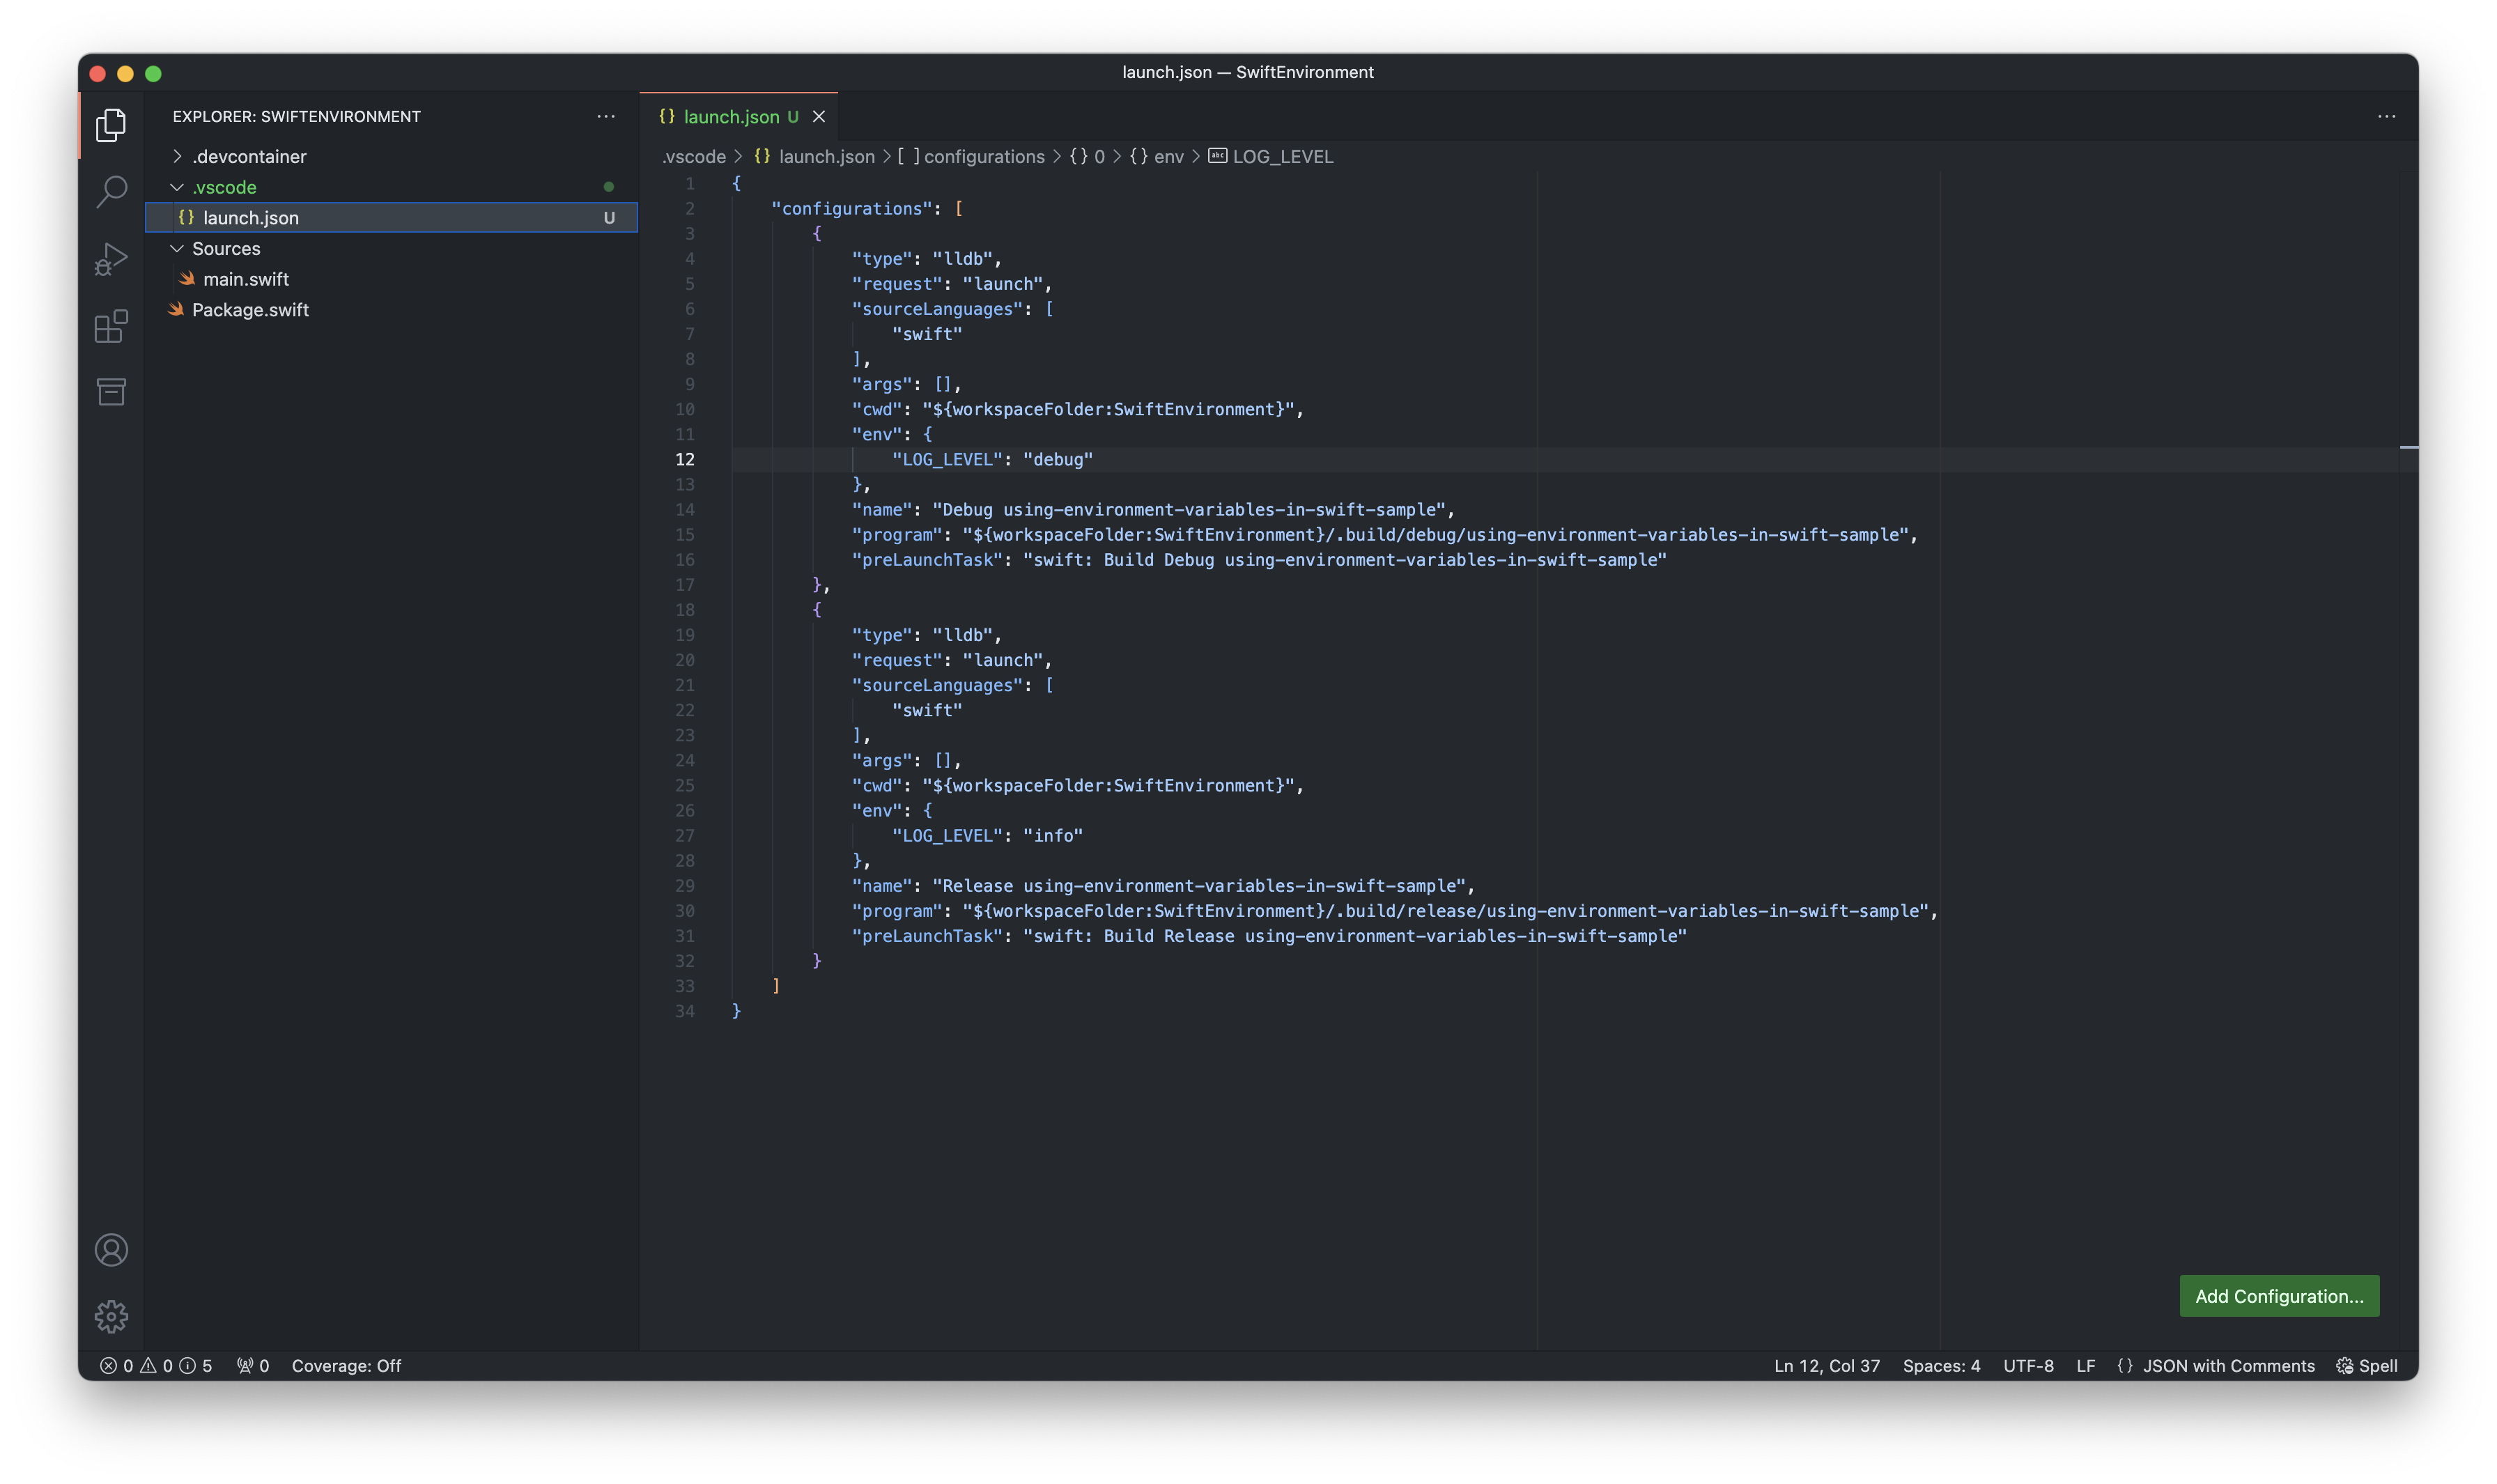 launch.json — SwiftEnvironment
EXPLORER: SWIFTENVIRONMENT
.devcontainer
.vscode
{} launch.json U
Sources
main.swift
Package.swift
{} launch.json U
.vscode > {} launch.json > [ ] configurations > {} 0 > {} env > abc LOG_LEVEL
1 {
2 "configurations": [
3 {
4 "type": "lldb",
5 "request": "launch",
6 "sourceLanguages": [
7 "swift"
8 ],
9 "args": [],
10 "cwd": "${workspaceFolder:SwiftEnvironment}",
11 "env": {
12 "LOG_LEVEL": "debug"
13 },
14 "name": "Debug using-environment-variables-in-swift-sample",
15 "program": "${workspaceFolder:SwiftEnvironment}/.build/debug/using-environment-variables-in-swift-sample",
16 "preLaunchTask": "swift: Build Debug using-environment-variables-in-swift-sample"
17 },
18 {
19 "type": "lldb",
20 "request": "launch",
21 "sourceLanguages": [
22 "swift"
23 ],
24 "args": [],
25 "cwd": "${workspaceFolder:SwiftEnvironment}",
26 "env": {
27 "LOG_LEVEL": "info"
28 },
29 "name": "Release using-environment-variables-in-swift-sample",
30 "program": "${workspaceFolder:SwiftEnvironment}/.build/release/using-environment-variables-in-swift-sample",
31 "preLaunchTask": "swift: Build Release using-environment-variables-in-swift-sample"
32 }
33 ]
34 }
Add Configuration...
0 0 5 0 Coverage: Off Ln 12, Col 37 Spaces: 4 UTF-8 LF {} JSON with Comments Spell